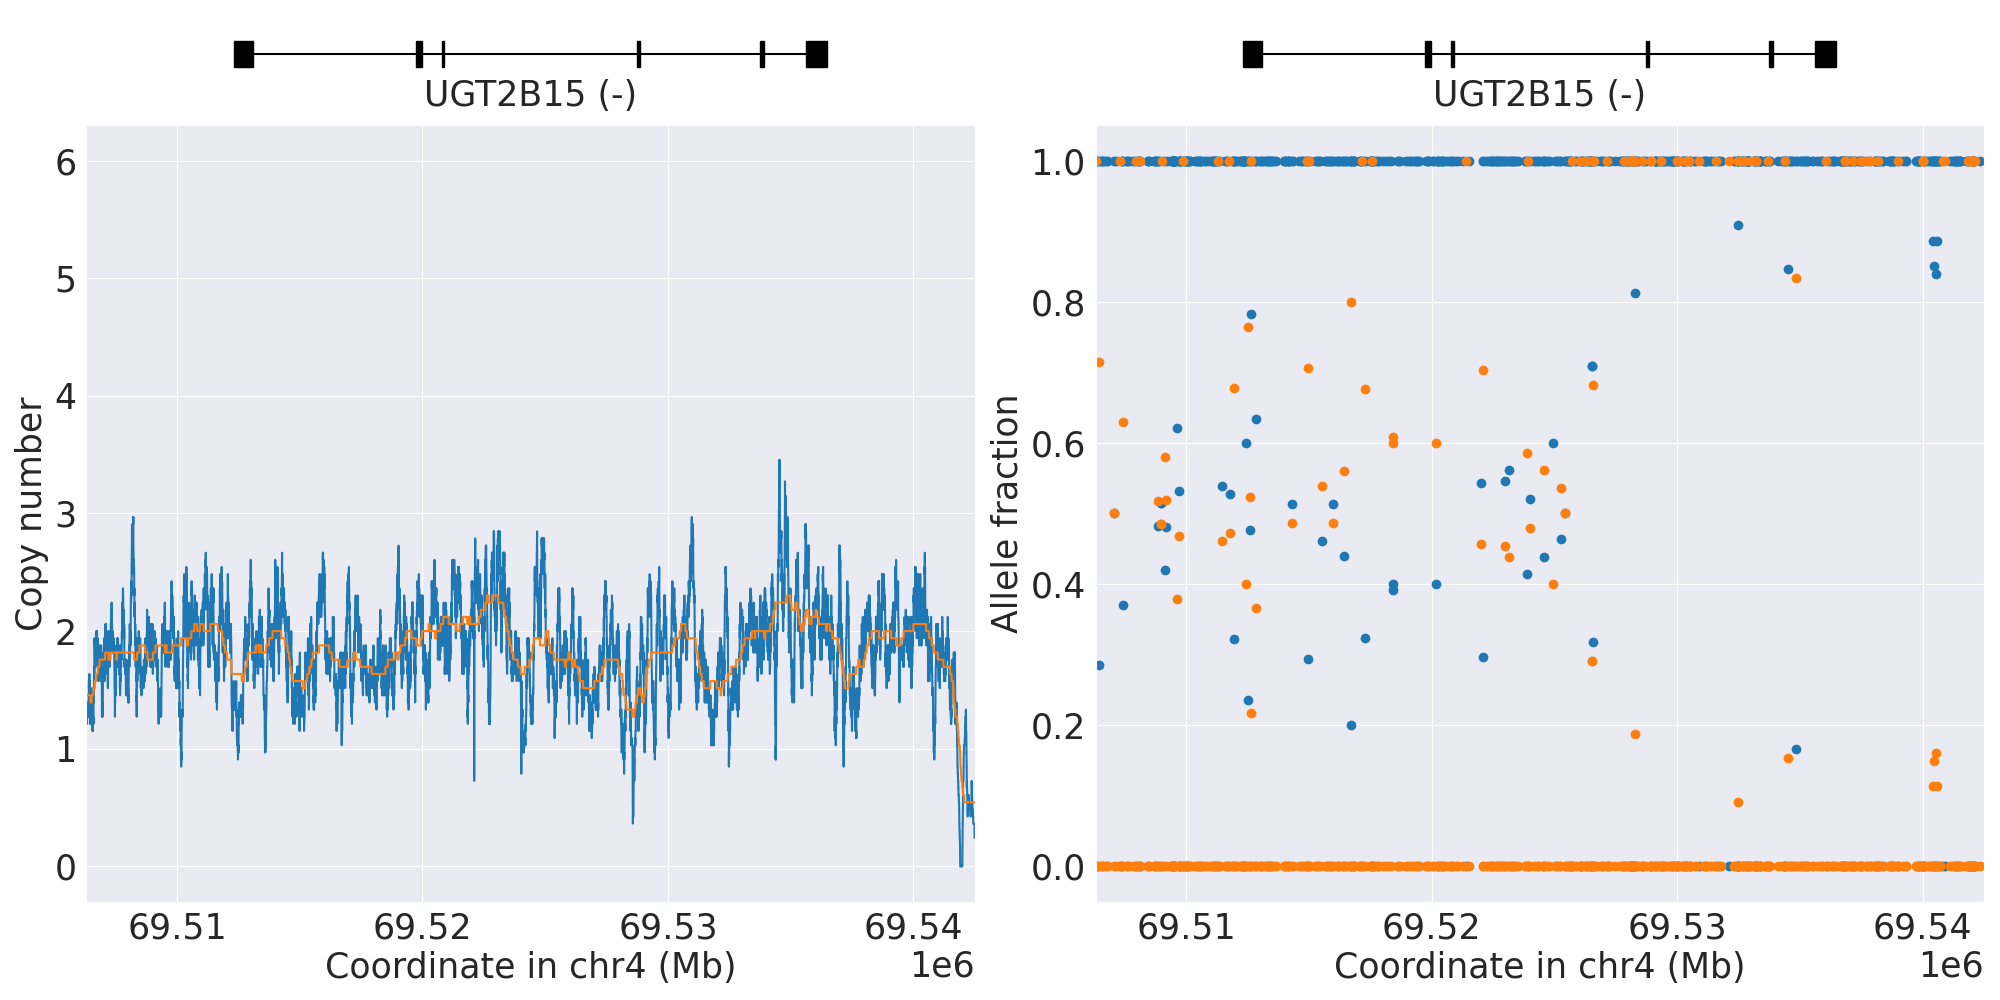 UGT2B15 (-)
6
5
4
3
2
1
0
Copy number
69.51 69.52 69.53 69.54
Coordinate in chr4 (Mb) 1e6
UGT2B15 (-)
1.0
0.8
0.6
0.4
0.2
0.0
Allele fraction
69.51 69.52 69.53 69.54
Coordinate in chr4 (Mb) 1e6